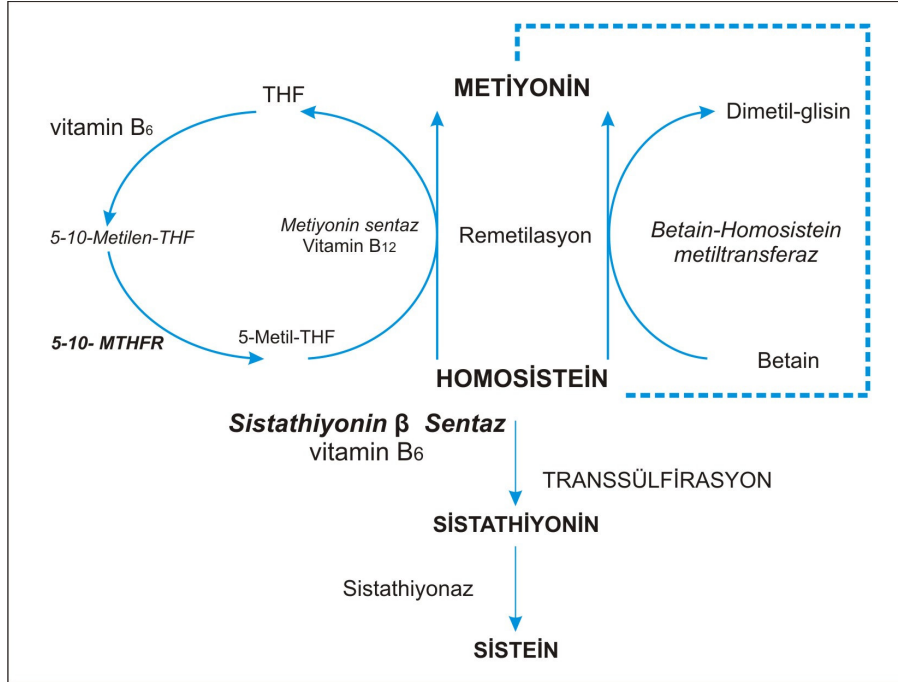 METİYONİN
THF
Dimetil-glisin
vitamin B6
5-10-Metilen-THF
Metiyonin sentaz
Vitamin B12
Remetilasyon
Betain-Homosistein
metiltransferaz
5-10- MTHFR
5-Metil-THF
Betain
HOMOSİSTEİN
Sistathiyonin β Sentaz
vitamin B6
TRANSSÜLFİRASYON
SİSTATHİYONİN
Sistathiyonaz
SİSTEİN